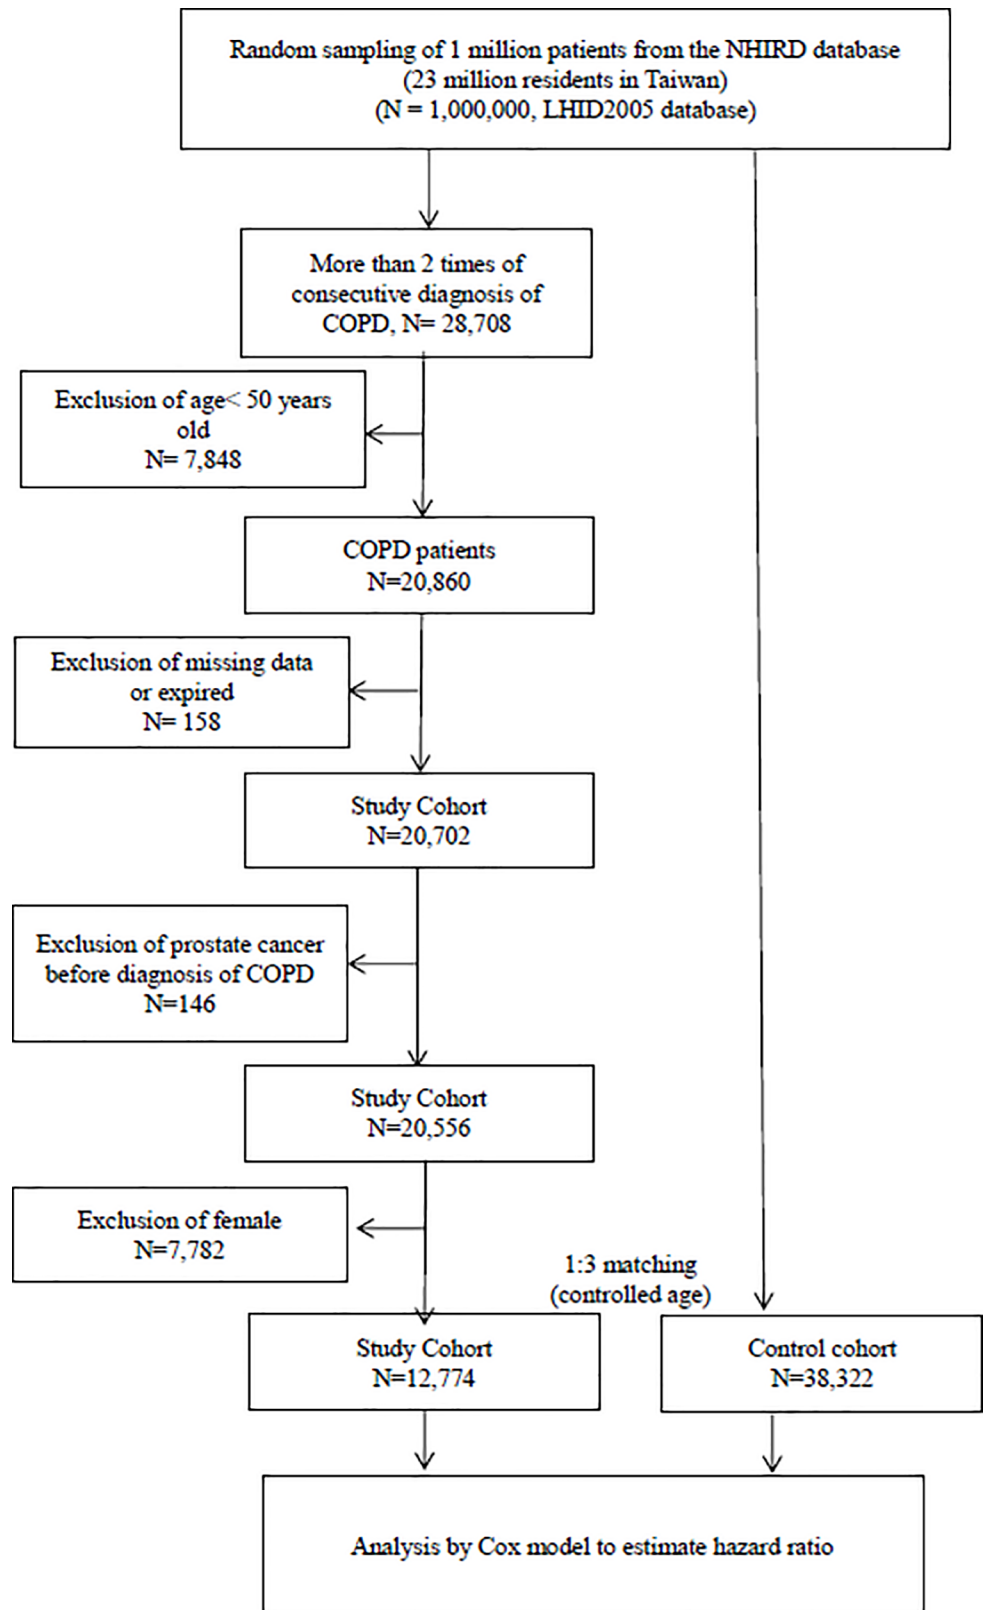 Random sampling of 1 million patients from the NHIRD database
(23 million residents in Taiwan)
(N = 1,000,000, LHID2005 database)
More than 2 times of
consecutive diagnosis of
COPD, N= 28,708
Exclusion of age< 50 years
old
N= 7,848
COPD patients
N=20,860
Exclusion of missing data
or expired
N= 158
Study Cohort
N=20,702
Exclusion of prostate cancer
before diagnosis of COPD
N=146
Study Cohort
N=20,556
Exclusion of female
N=7,782
1:3 matching
(controlled age)
Study Cohort
N=12,774
Control cohort
N=38,322
Analysis by Cox model to estimate hazard ratio